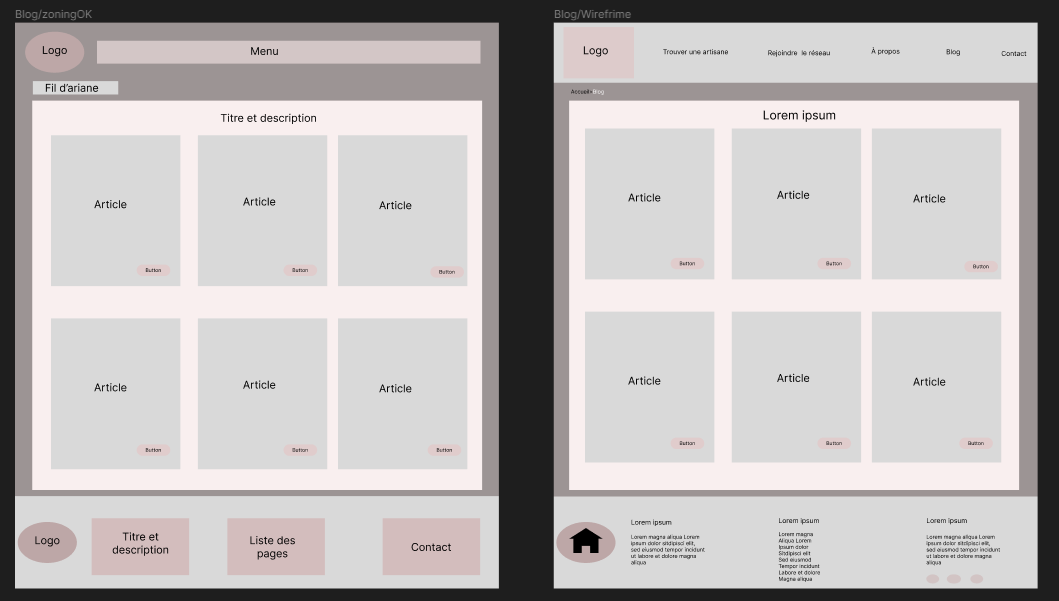 Blog/zoningOK
Logo
Menu
Fil d'ariane
Titre et description
Article
Article
Article
Button
Button
Button
Article
Article
Article
Button
Button
Button
Logo
Titre et
description
Liste des
pages
Contact
Blog/Wirefrime
Logo
Trouver une artisane
Rejoindre le réseau
À propos
Blog
Contact
Accueil>Blog
Lorem ipsum
Article
Article
Article
Button
Button
Button
Article
Article
Article
Button
Button
Button
Lorem ipsum
Lorem magna aliqua Lorem
ipsum dolor sitdipisci elit,
sed eiusmod tempor incidunt
ut labore et dolore magna
aliqua
Lorem ipsum
Lorem magna
Aliqua Lorem
Ipsum dolor
Sitdipisci elit
Sed eiusmod
Tempor incidunt
Labore et dolore
Magna aliqua
Lorem ipsum
Lorem magna aliqua Lorem
ipsum dolor sitdipisci elit,
sed eiusmod tempor incidunt
ut labore et dolore magna
aliqua